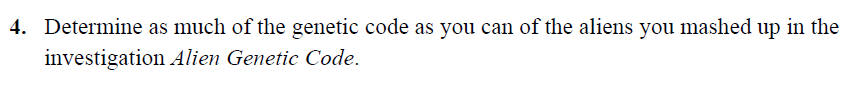 4. Determine as much of the genetic code as you can of the aliens you mashed up in the
investigation Alien Genetic Code.